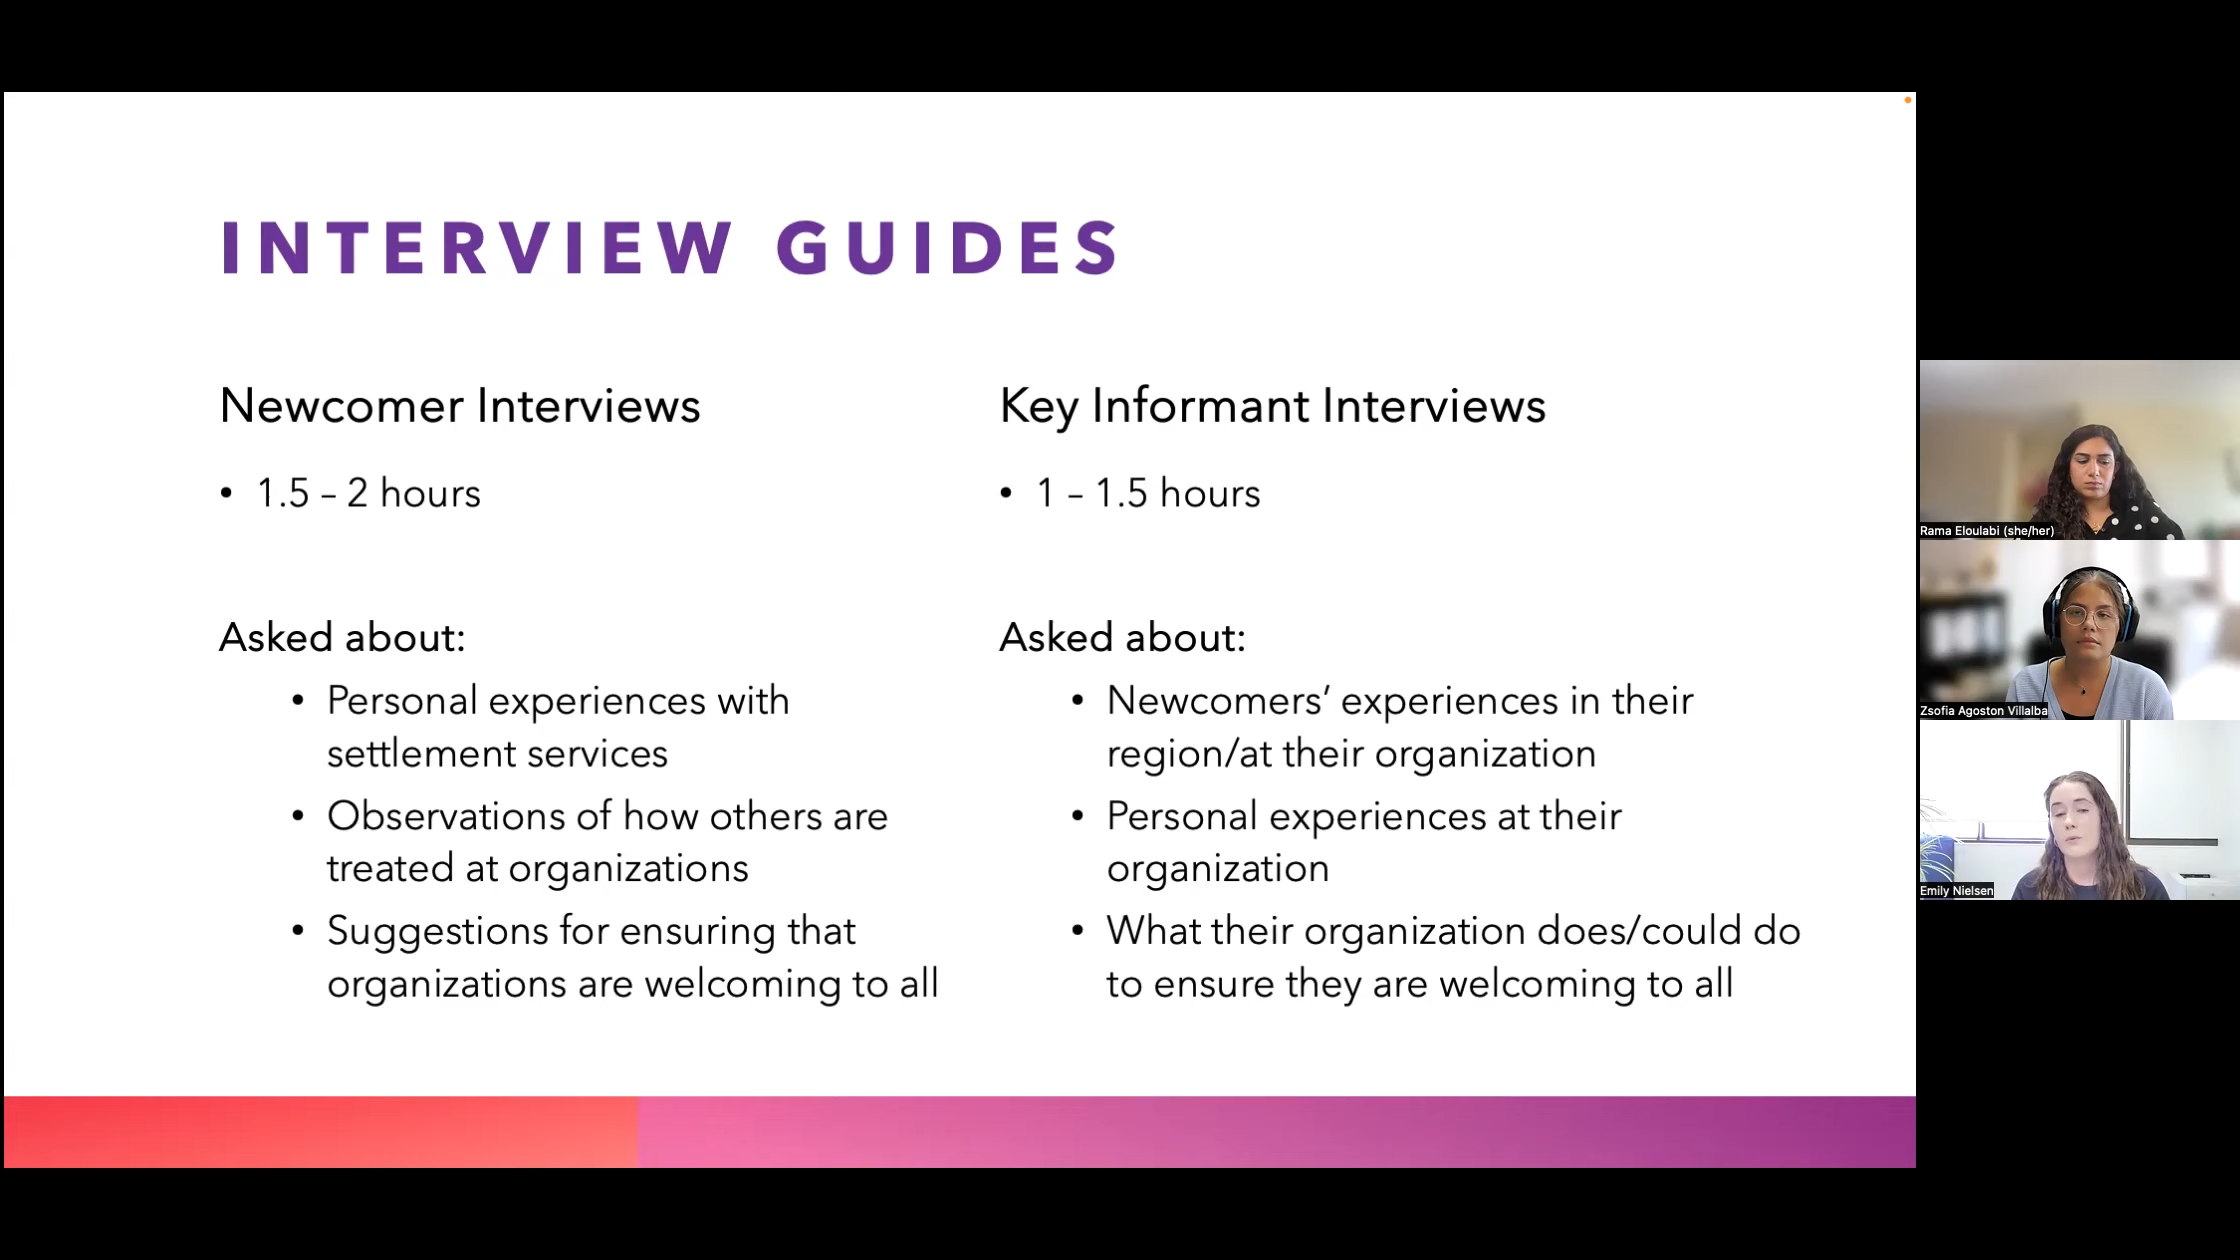 INTERVIEW GUIDES
Newcomer Interviews
• 1.5 – 2 hours
Asked about:
• Personal experiences with
settlement services
• Observations of how others are
treated at organizations
• Suggestions for ensuring that
organizations are welcoming to all
Key Informant Interviews
• 1 – 1.5 hours
Asked about:
• Newcomers’ experiences in their
region/at their organization
• Personal experiences at their
organization
• What their organization does/could do
to ensure they are welcoming to all
Rama Eloulabi (she/her)
Zsofia Agoston Villalba
Emily Nielsen